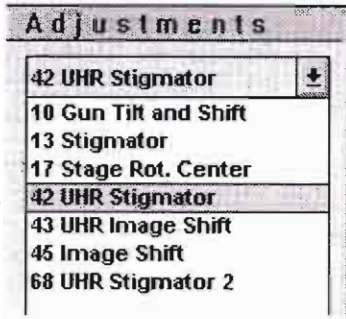 Adjustments
42 UHR Stigmator
10 Gun Tilt and Shift
13 Stigmator
17 Stage Rot. Center
42 UHR Stigmator
43 UHR Image Shift
45 Image Shift
68 UHR Stigmator 2